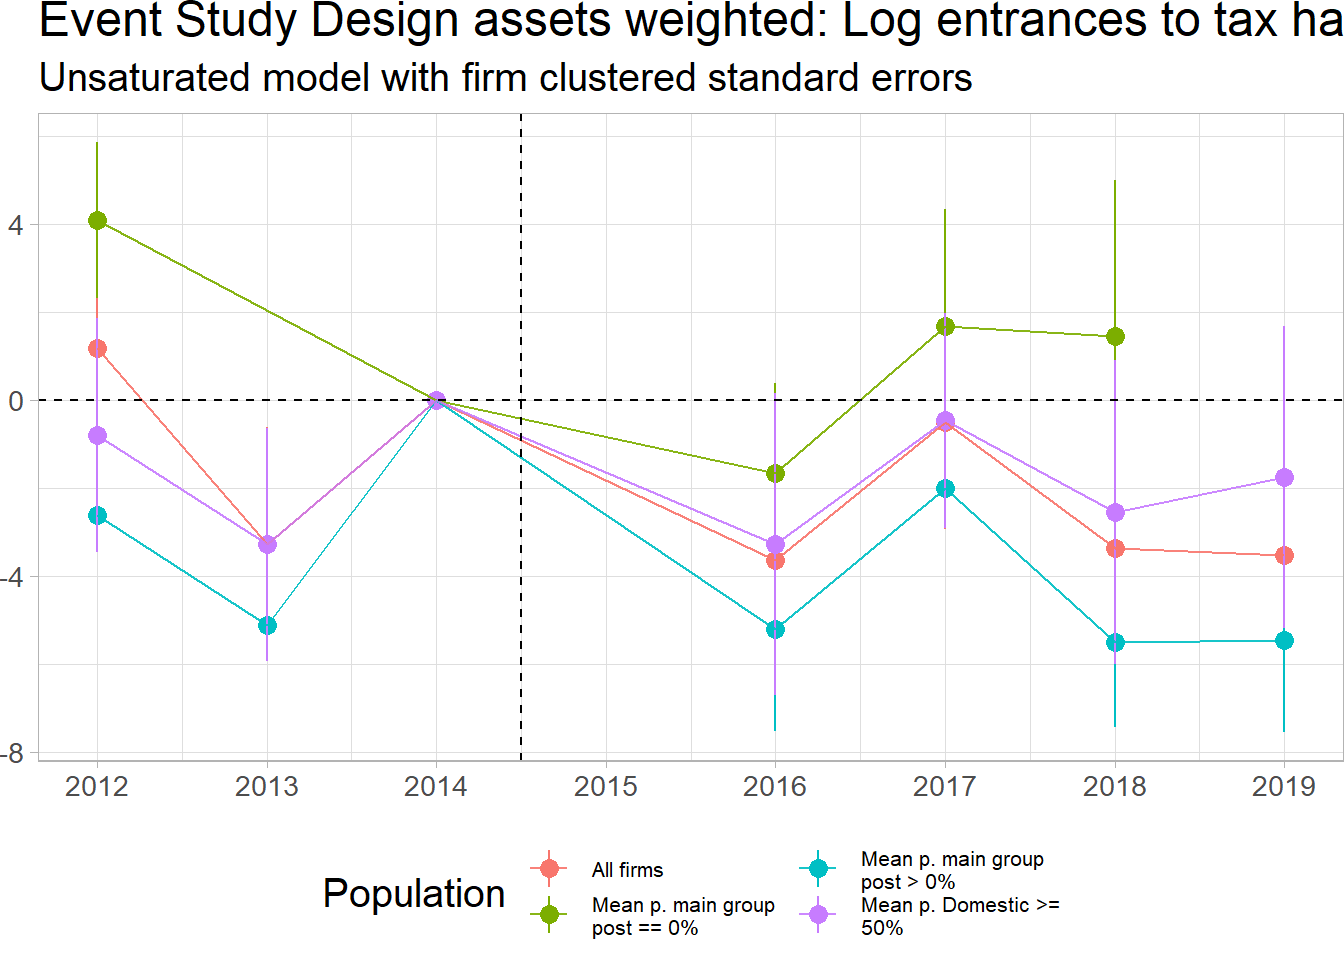 Event Study Design assets weighted: Log entrances to tax ha
Unsaturated model with firm clustered standard errors
4
0
-4
-8
2012 2013 2014 2015 2016 2017 2018 2019
Population
All firms
Mean p. main group
post == 0%
Mean p. main group
post > 0%
Mean p. Domestic >=
50%